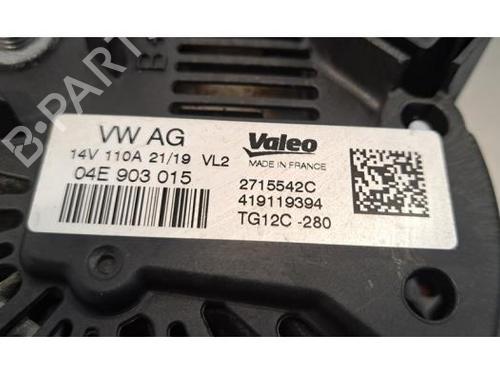 B+
VW AG
14V 110A 21/19 VL2
04E 903 015
Valeo
MADE IN FRANCE
2715542C
419119394
TG12C -280
B-PARTS